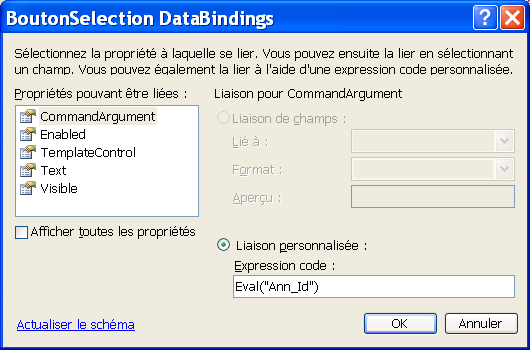 BoutonSelection DataBindings
Sélectionnez la propriété à laquelle se lier. Vous pouvez ensuite la lier en sélectionnant
un champ. Vous pouvez également la lier à l'aide d'une expression code personnalisée.
Propriétés pouvant être liées :
CommandArgument
Enabled
TemplateControl
Text
Visible
Afficher toutes les propriétés
Liaison pour CommandArgument
Liaison de champs :
Lié à :
Format :
Aperçu :
Liaison personnalisée :
Expression code :
Eval("Ann_Id")
Actualiser le schéma
OK
Annuler